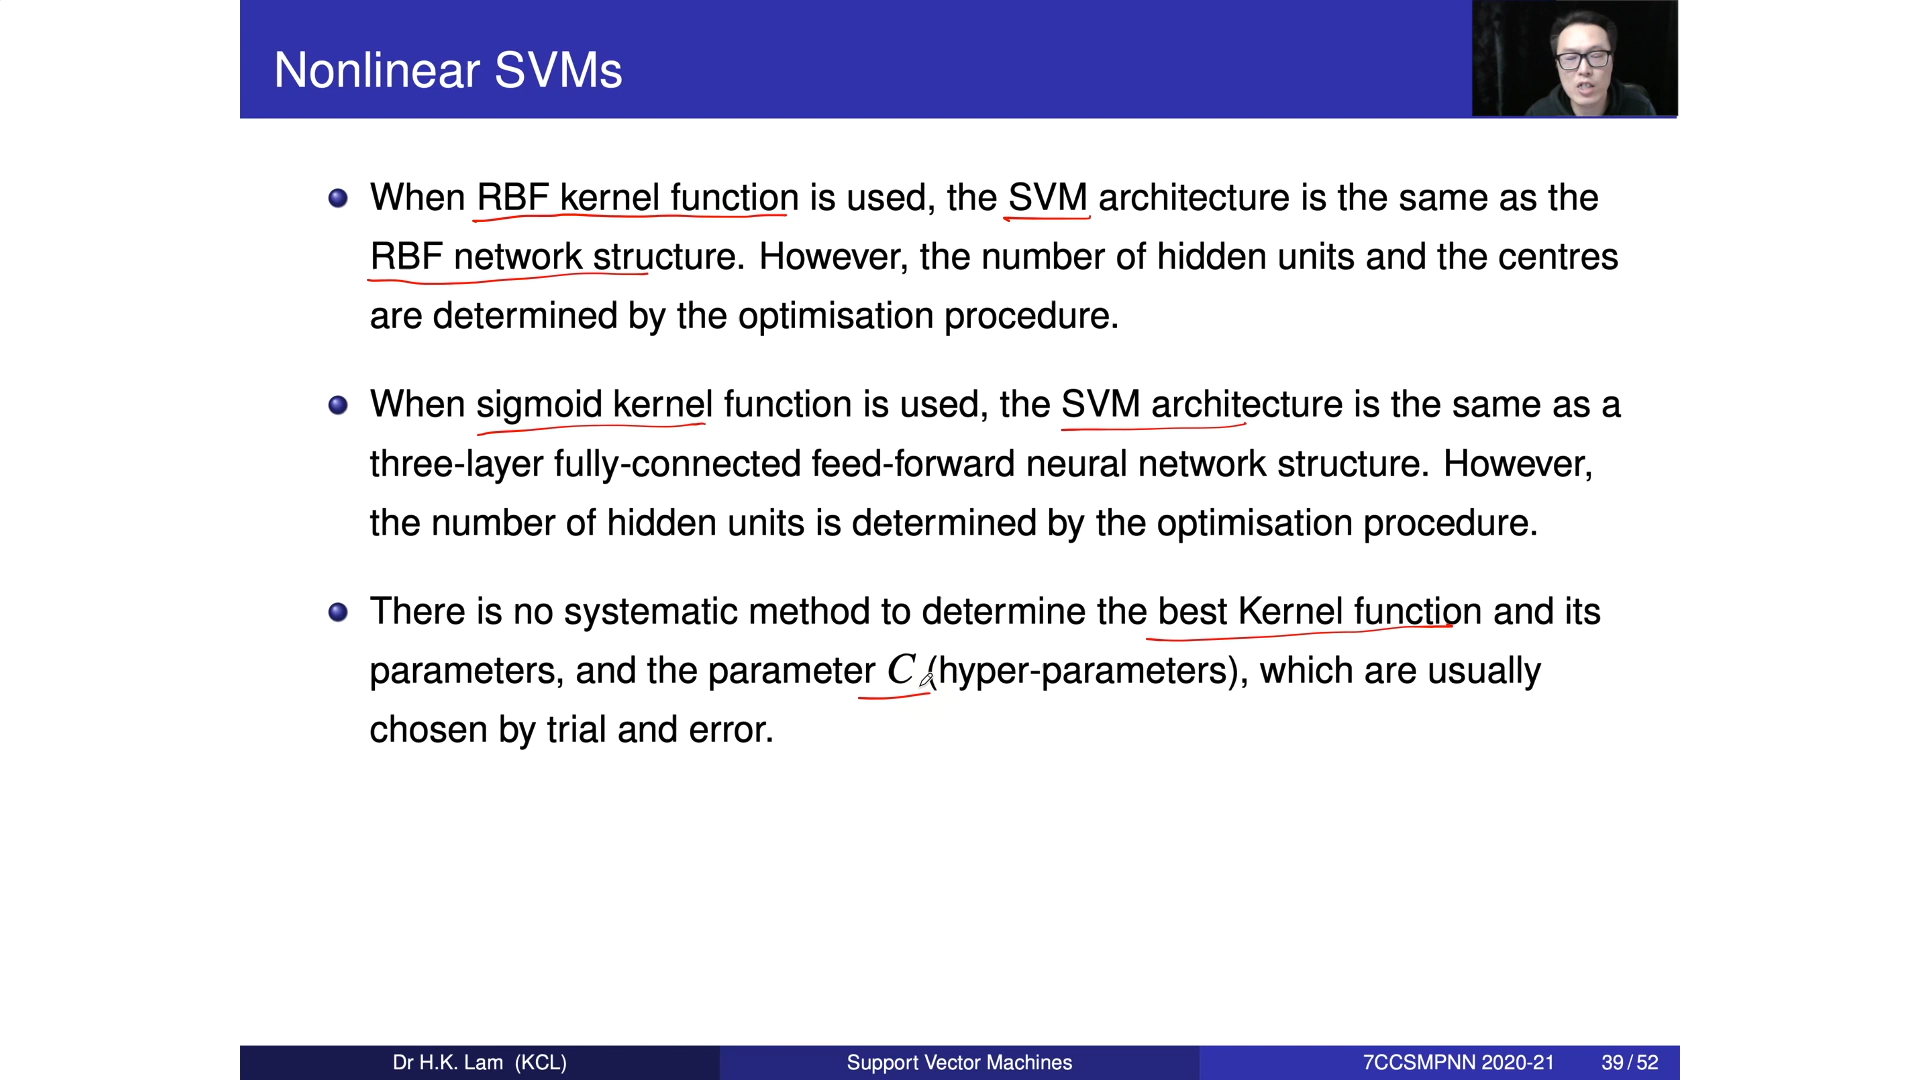 Nonlinear SVMs
When RBF kernel function is used, the SVM architecture is the same as the
RBF network structure. However, the number of hidden units and the centres
are determined by the optimisation procedure.
When sigmoid kernel function is used, the SVM architecture is the same as a
three-layer fully-connected feed-forward neural network structure. However,
the number of hidden units is determined by the optimisation procedure.
There is no systematic method to determine the best Kernel function and its
parameters, and the parameter C (hyper-parameters), which are usually
chosen by trial and error.
Dr H.K. Lam (KCL) Support Vector Machines 7CCSMPNN 2020-21 39 / 52